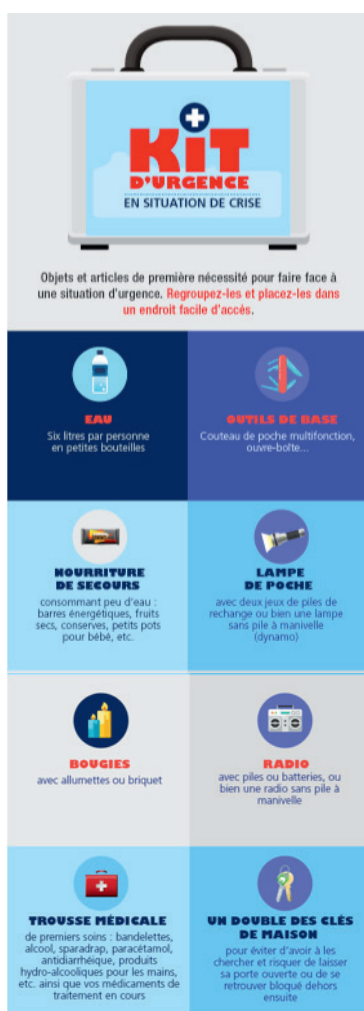 KIT
D'URGENCE
EN SITUATION DE CRISE
Objets et articles de première nécessité pour faire face à
une situation d'urgence. Regroupez-les et placez-les dans
un endroit facile d'accès.
EAU
Six litres par personne
en petites bouteilles
OUTILS DE BASE
Couteau de poche multifonction,
ouvre-boîte...
NOURRITURE
DE SECOURS
consommant peu d'eau :
barres énergétiques, fruits
secs, conserves, petits pots
pour bébé, etc.
LAMPE
DE POCHE
avec deux jeux de piles de
rechange ou bien une lampe
sans pile à manivelle
(dynamo)
BOUGIES
avec allumettes ou briquet
RADIO
avec piles ou batteries, ou
bien une radio sans pile à
manivelle
TROUSSE MÉDICALE
de premiers soins : bandelettes,
alcool, sparadrap, paracétamol,
antidiarrhéique, produits
hydro-alcooliques pour les mains,
etc. ainsi que vos médicaments de
traitement en cours
UN DOUBLE DES CLÉS
DE MAISON
pour éviter d'avoir à les
chercher et risquer de laisser
sa porte ouverte ou de se
retrouver bloqué dehors
ensuite